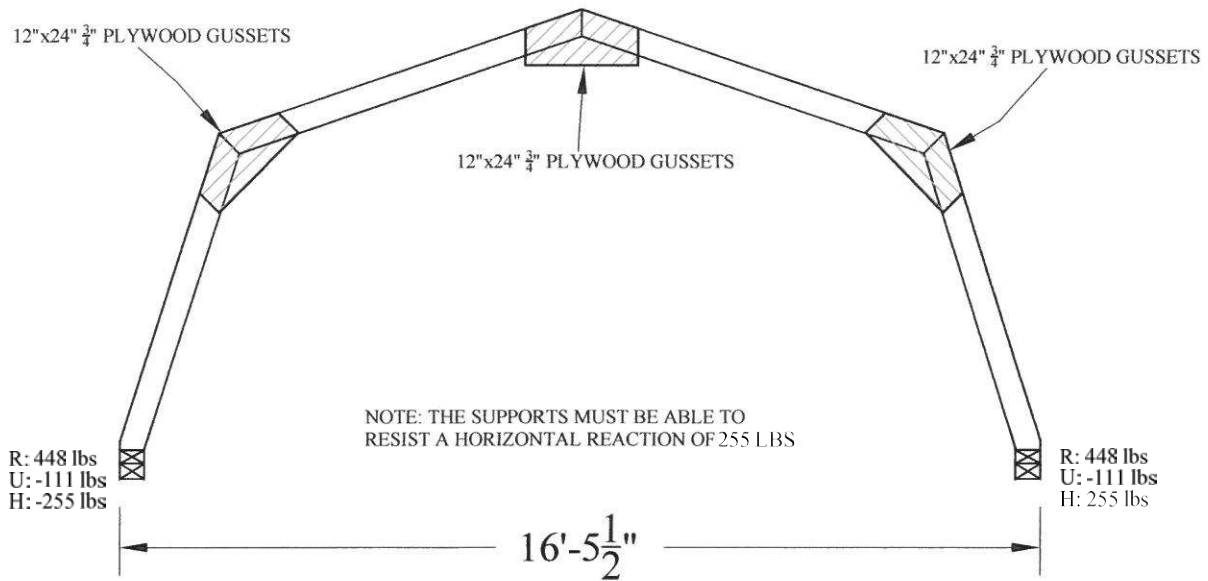 12"x24" 3/4" PLYWOOD GUSSETS
12"x24" 3/4" PLYWOOD GUSSETS
12"x24" 3/4" PLYWOOD GUSSETS
NOTE: THE SUPPORTS MUST BE ABLE TO
RESIST A HORIZONTAL REACTION OF 255 LBS
R: 448 lbs
U: -111 lbs
H: -255 lbs
R: 448 lbs
U: -111 lbs
H: 255 lbs
16'-5 1/2"